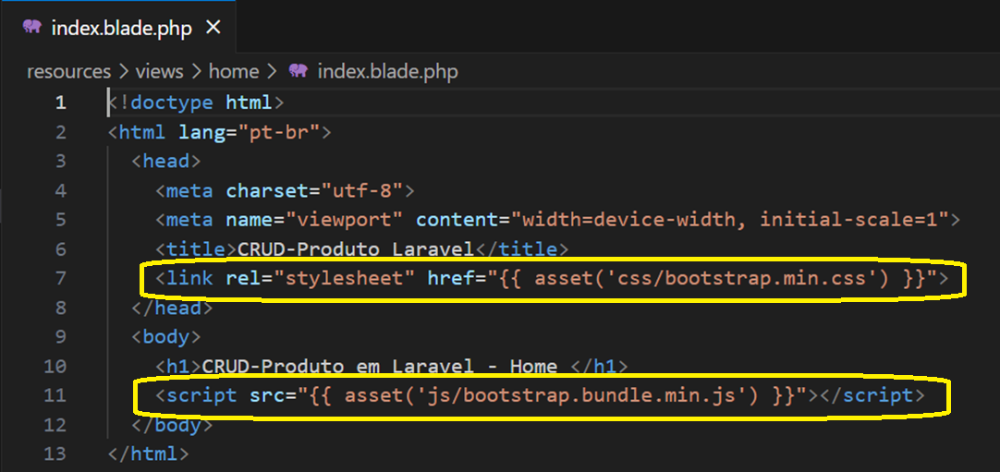 index.blade.php
resources > views > home > index.blade.php
1 <!doctype html>
2 <html lang="pt-br">
3 <head>
4 <meta charset="utf-8">
5 <meta name="viewport" content="width=device-width, initial-scale=1">
6 <title>CRUD-Produto Laravel</title>
7 <link rel="stylesheet" href="{{ asset('css/bootstrap.min.css') }}">
8 </head>
9 <body>
10 <h1>CRUD-Produto em Laravel - Home </h1>
11 <script src="{{ asset('js/bootstrap.bundle.min.js') }}"></script>
12 </body>
13 </html>